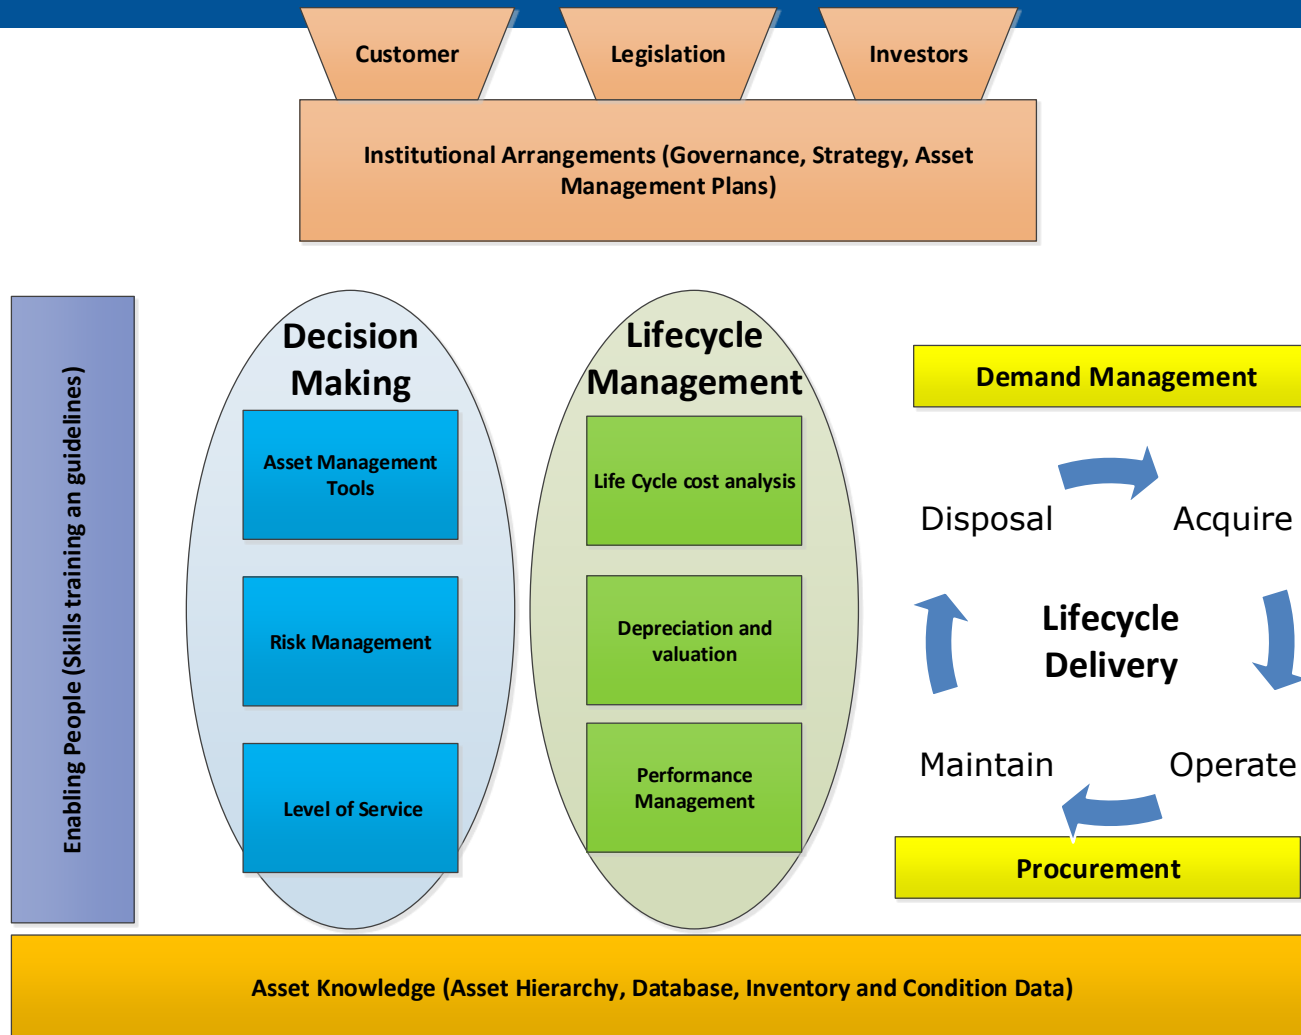 Customer
Legislation
Investors
Institutional Arrangements (Governance, Strategy, Asset
Management Plans)
Enabling People (Skills training an guidelines)
Decision
Making
Asset Management
Tools
Risk Management
Level of Service
Lifecycle
Management
Life Cycle cost analysis
Depreciation and
valuation
Performance
Management
Demand Management
Disposal
Acquire
Lifecycle
Delivery
Maintain
Operate
Procurement
Asset Knowledge (Asset Hierarchy, Database, Inventory and Condition Data)